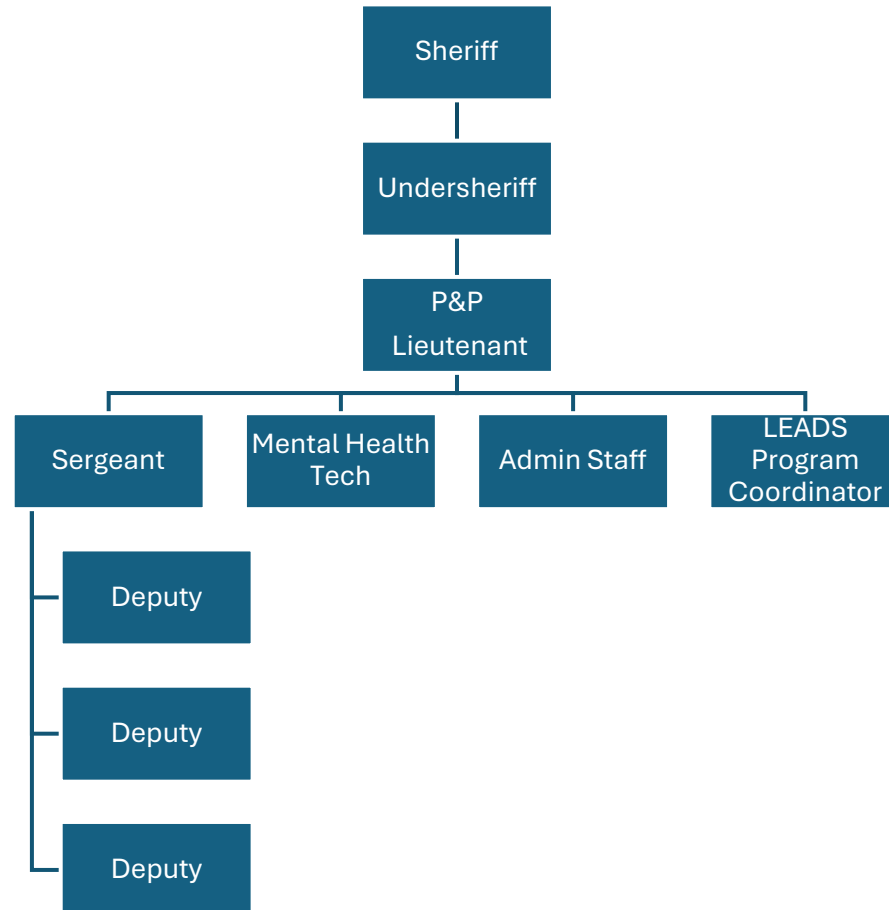 Sheriff
Undersheriff
P&P
Lieutenant
Sergeant
Mental Health
Tech
Admin Staff
LEADS
Program
Coordinator
Deputy
Deputy
Deputy